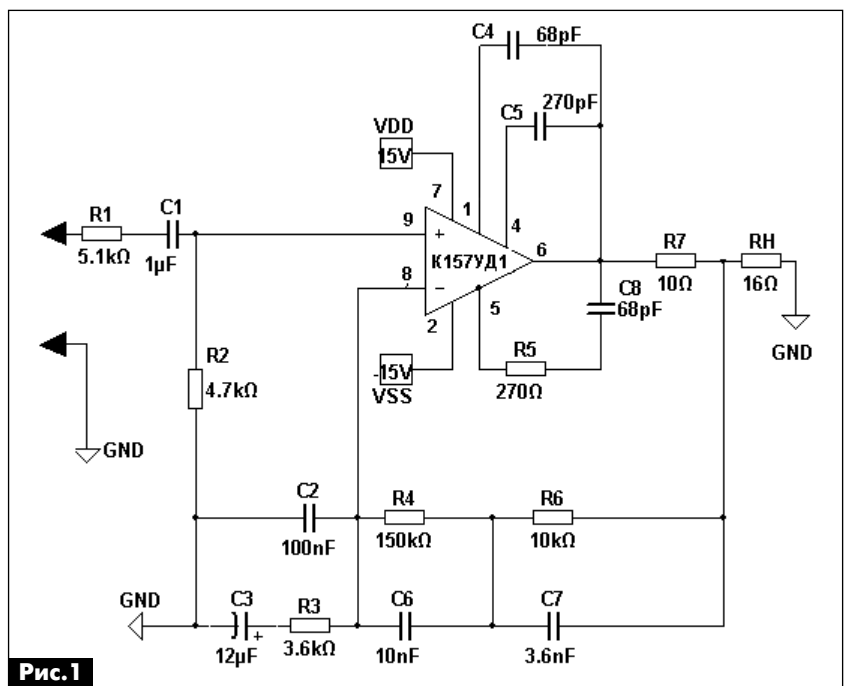 C4
68pF
270pF
C5
VDD
15V
7
1
R1
C1
9
4
6
R7
RH
+
К157УД1
5.1kΩ
1µF
8
−
5
C8
68pF
10Ω
16Ω
2
R2
4.7kΩ
-15V
VSS
R5
270Ω
GND
GND
C2
R4
R6
100nF
150kΩ
10kΩ
GND
C3
R3
C6
C7
+
12µF
3.6kΩ
10nF
3.6nF
Рис.1